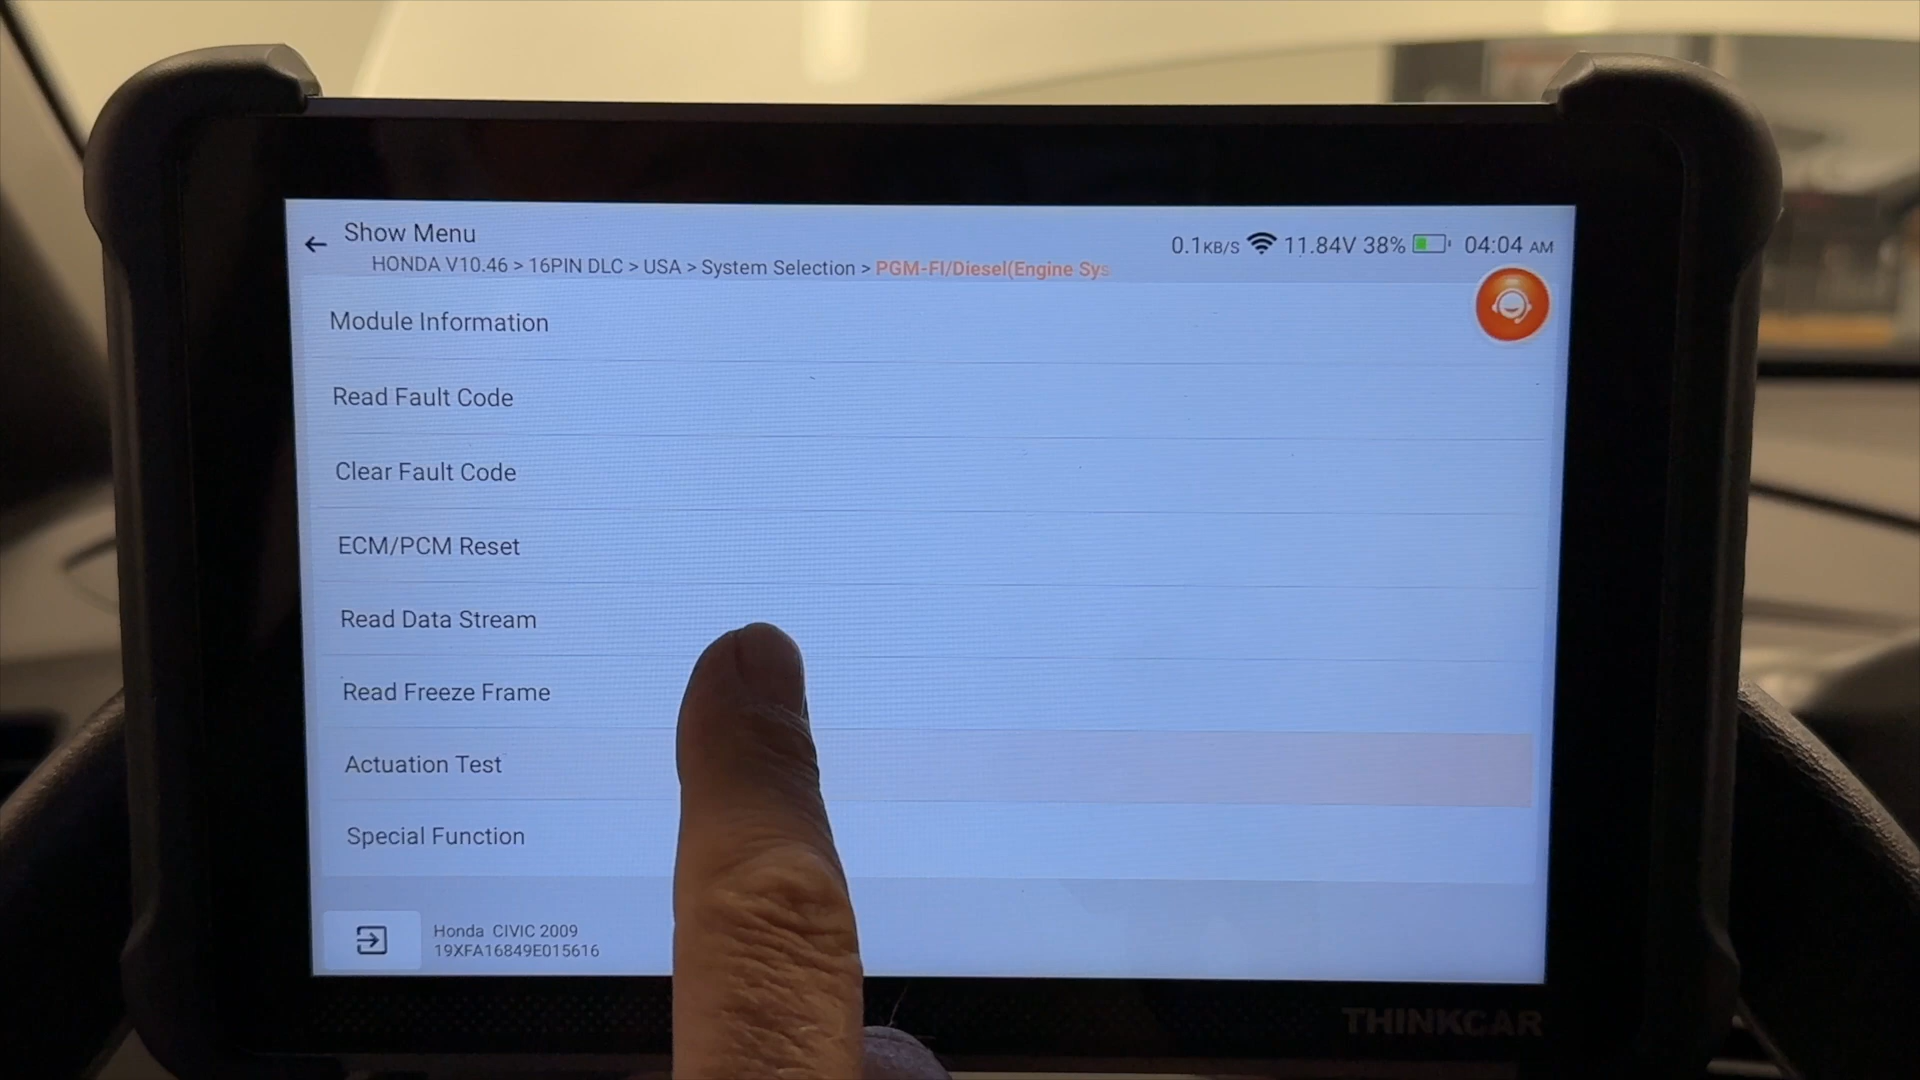 Show Menu
0.1KB/S 11.84V 38% 04:04 AM
HONDA V10.46 > 16PIN DLC > USA > System Selection > PGM-FI/Diesel(Engine Sys
Module Information
Read Fault Code
Clear Fault Code
ECM/PCM Reset
Read Data Stream
Read Freeze Frame
Actuation Test
Special Function
Honda CIVIC 2009
19XFA16849E015616
THINKCAR